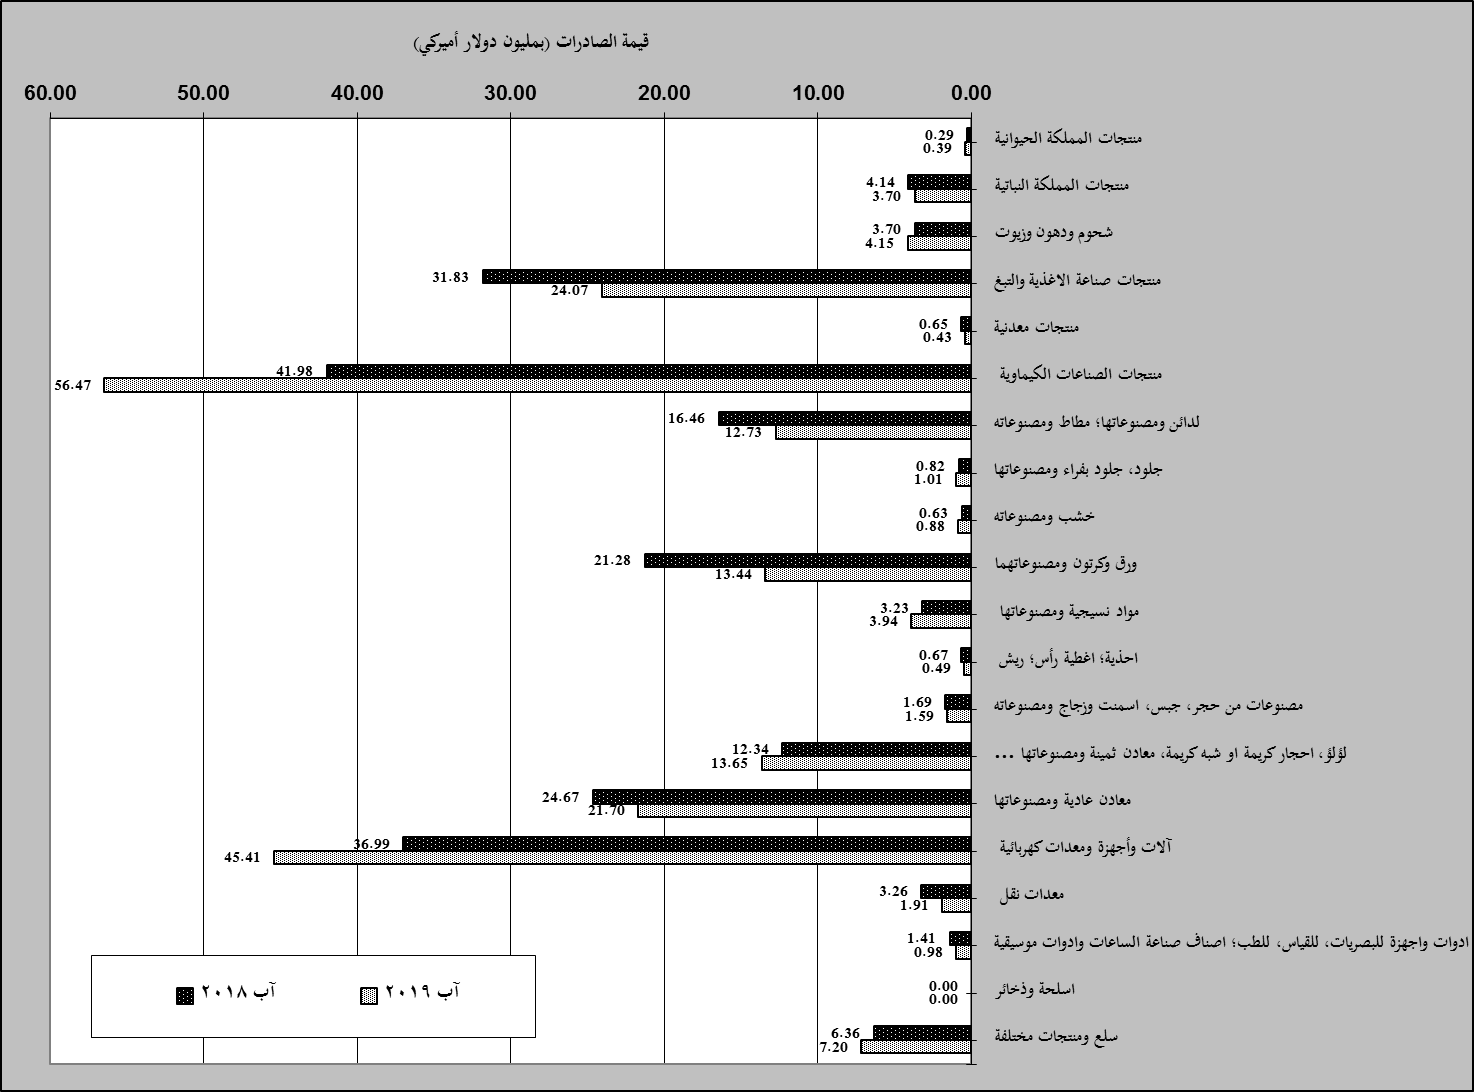 قيمة الصادرات (بمليون دولار أميركي)
60.00 50.00 40.00 30.00 20.00 10.00 0.00
منتجات المملكة الحيوانية
0.29
0.39
منتجات المملكة النباتية
4.14
3.70
شحوم ودهون وزيوت
3.70
4.15
منتجات صناعة الاغذية والتبغ
31.83
24.07
منتجات معدنية
0.65
0.43
منتجات الصناعات الكيماوية
41.98
56.47
لدائن ومصنوعاتها؛ مطاط ومصنوعاته
16.46
12.73
جلود، جلود بفراء ومصنوعاتها
0.82
1.01
خشب ومصنوعاته
0.63
0.88
ورق وكرتون ومصنوعاتهما
21.28
13.44
مواد نسيجية ومصنوعاتها
3.23
3.94
احذية؛ اغطية رأس؛ ريش
0.67
0.49
مصنوعات من حجر، جبس، اسمنت وزجاج ومصنوعاته
1.69
1.59
لؤلؤ، احجار كريمة او شبه كريمة، معادن ثمينة ومصنوعاتها ...
12.34
13.65
معادن عادية ومصنوعاتها
24.67
21.70
آلات وأجهزة ومعدات كهربائية
36.99
45.41
معدات نقل
3.26
1.91
ادوات واجهزة للبصريات، للقياس، للطب؛ اصناف صناعة الساعات وادوات موسيقية
1.41
0.98
اسلحة وذخائر
0.00
0.00
سلع ومنتجات مختلفة
6.36
7.20
آب ٢٠١٩
آب ٢٠١٨